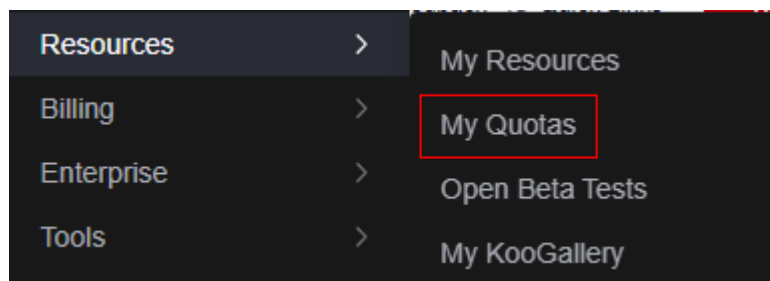 Resources
Billing
Enterprise
Tools
My Resources
My Quotas
Open Beta Tests
My KooGallery